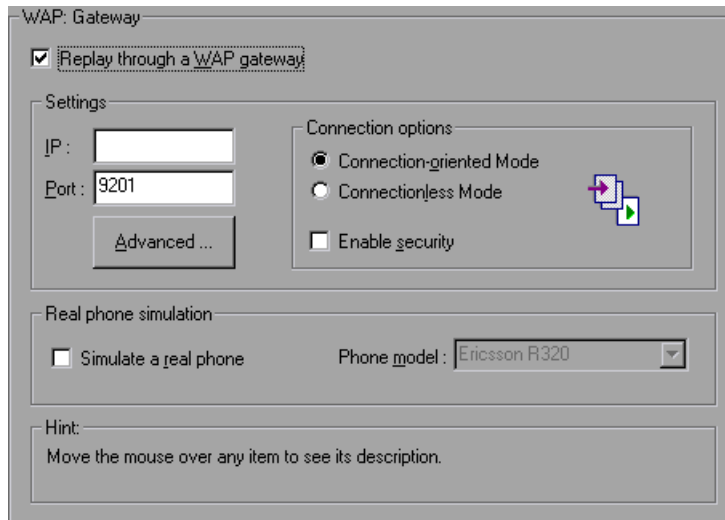 WAP: Gateway
Replay through a WAP gateway
Settings
IP :
Port : 9201
Advanced ...
Connection options
Connection-oriented Mode
Connectionless Mode
Enable security
Real phone simulation
Simulate a real phone
Phone model : Ericsson R320
Hint:
Move the mouse over any item to see its description.